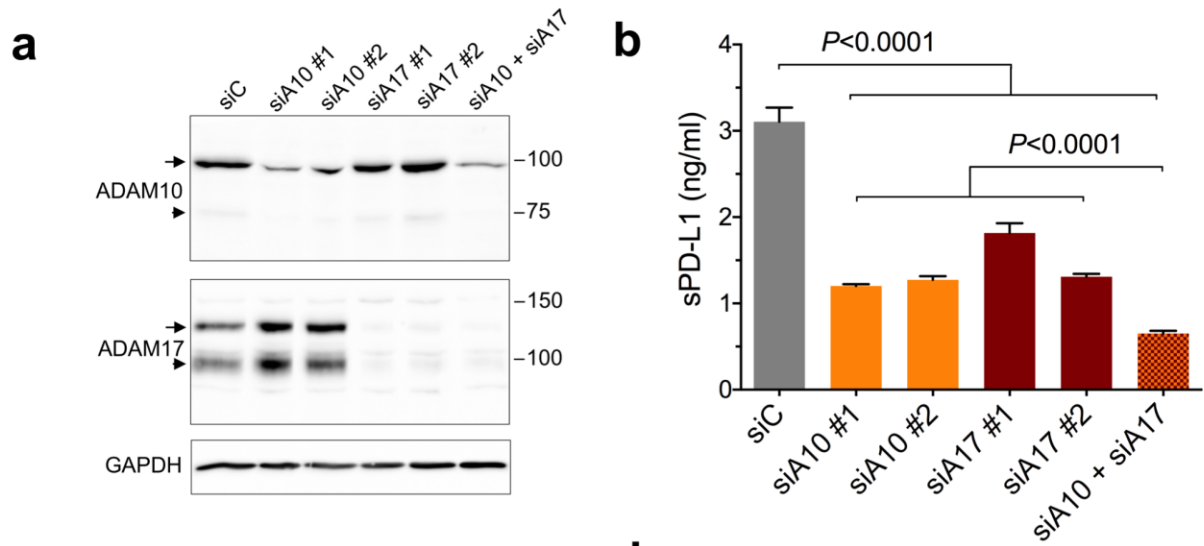 a
siC
siA10 #1
siA10 #2
siA17 #1
siA17 #2
siA10 + siA17
ADAM10
–100
–75
ADAM17
–150
–100
GAPDH
b
P<0.0001
P<0.0001
sPD-L1 (ng/ml)
4
3
2
1
0
siC
siA10 #1
siA10 #2
siA17 #1
siA17 #2
siA10 + siA17